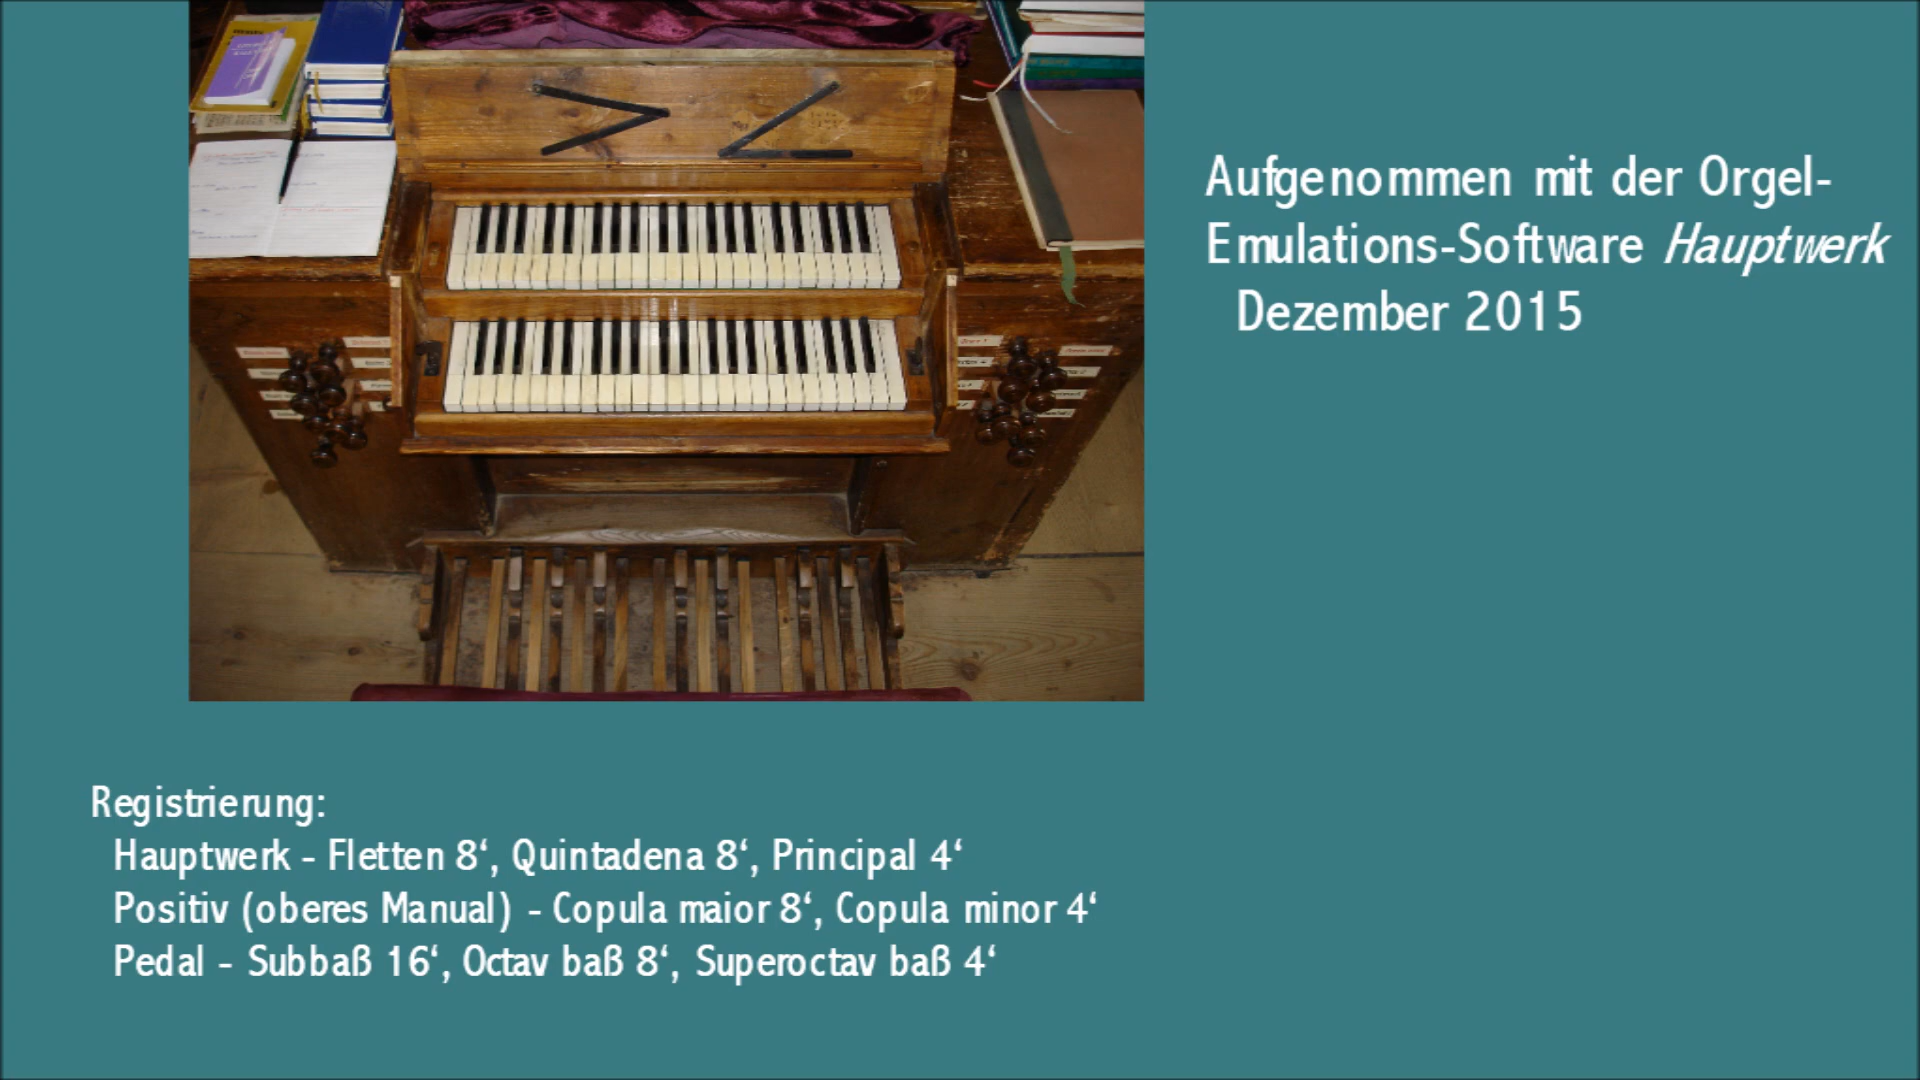 Aufgenommen mit der Orgel-
Emulations-Software Hauptwerk
Dezember 2015
Registrierung:
Hauptwerk - Fletten 8‘, Quintadena 8‘, Principal 4‘
Positiv (oberes Manual) - Copula maior 8‘, Copula minor 4‘
Pedal - Subbaß 16‘, Octav baß 8‘, Superoctav baß 4‘